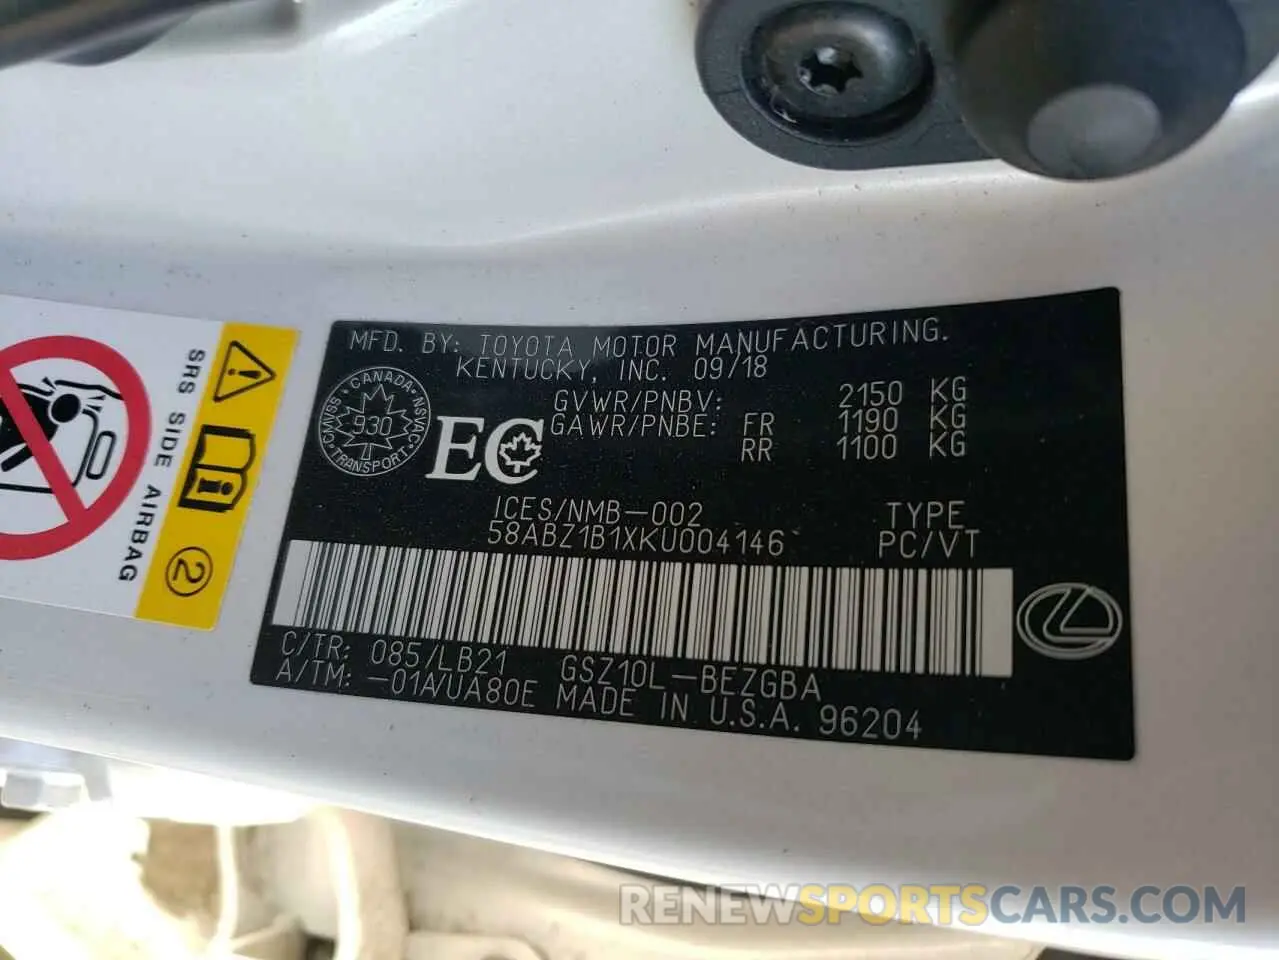 MFD. BY: TOYOTA MOTOR MANUFACTURING.
KENTUCKY, INC. 09/18
GVWR/PNBV: 2150 KG
GAWR/PNBE: FR 1190 KG
RR 1100 KG
CANADA
CMVSS NSVAC
930
TRANSPORT
EC
ICES/NMB-002
58ABZ1B1XKU004146
TYPE
PC/VT
C/TR: 085/LB21 GSZ10L-BEZGBA
A/TM: -01A/UA80E MADE IN U.S.A. 96204
SRS SIDE AIRBAG
2
RENEWSPORTSCARS.COM